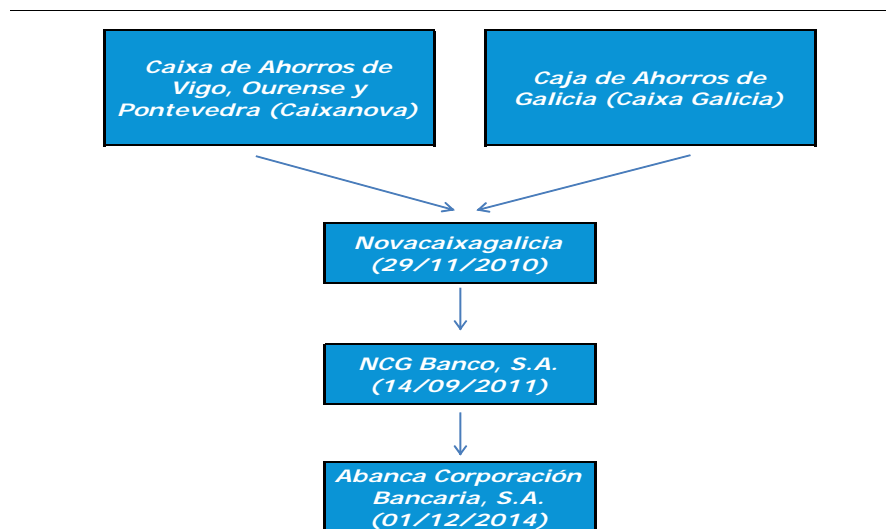 Caixa de Ahorros de
Vigo, Ourense y
Pontevedra (Caixanova)
Caja de Ahorros de
Galicia (Caixa Galicia)
Novacaixagalicia
(29/11/2010)
NCG Banco, S.A.
(14/09/2011)
Abanca Corporación
Bancaria, S.A.
(01/12/2014)